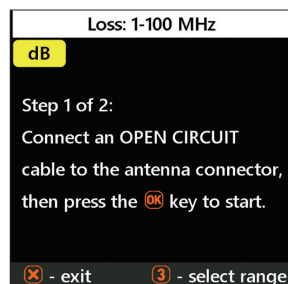 Loss: 1-100 MHz
dB
Step 1 of 2:
Connect an OPEN CIRCUIT
cable to the antenna connector,
then press the OK key to start.
X - exit 3 - select range